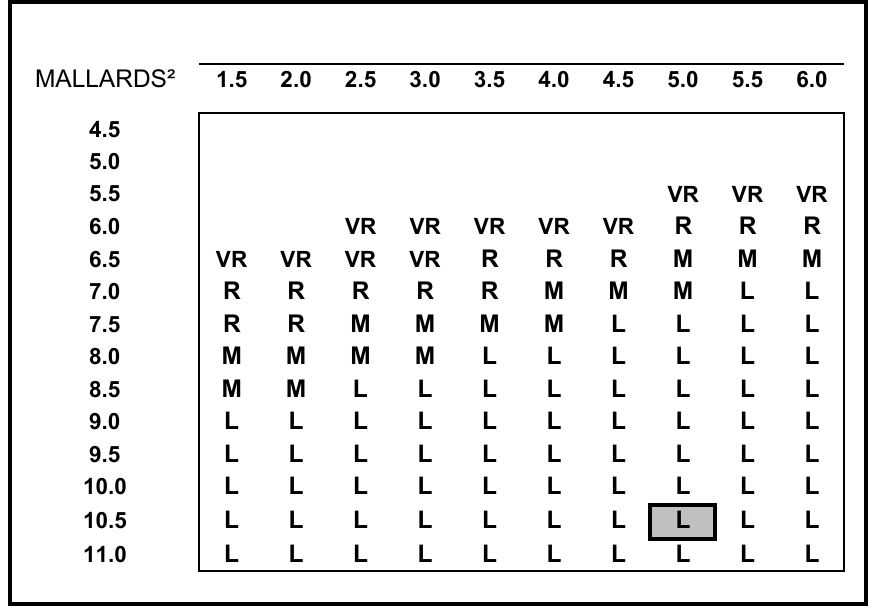 MALLARDS² 1.5 2.0 2.5 3.0 3.5 4.0 4.5 5.0 5.5 6.0
4.5
5.0
5.5 VR VR VR
6.0 VR VR VR VR VR R R R
6.5 VR VR VR VR R R R M M M
7.0 R R R R R M M M L L
7.5 R R M M M M L L L L
8.0 M M M M L L L L L L
8.5 M M L L L L L L L L
9.0 L L L L L L L L L L
9.5 L L L L L L L L L L
10.0 L L L L L L L L L L
10.5 L L L L L L L L L L
11.0 L L L L L L L L L L